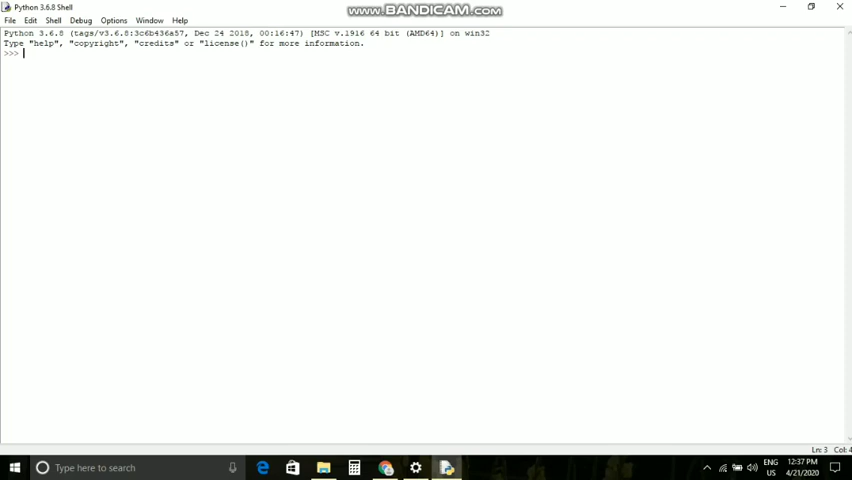 Python 3.6.8 Shell
www.BANDICAM.com
File Edit Shell Debug Options Window Help
Python 3.6.8 (tags/v3.6.8:3c6b436a57, Dec 24 2018, 00:16:47) [MSC v.1916 64 bit (AMD64)] on win32
Type "help", "copyright", "credits" or "license()" for more information.
>>>
Ln: 3 Col: 4
Type here to search
ENG
US
12:37 PM
4/21/2020